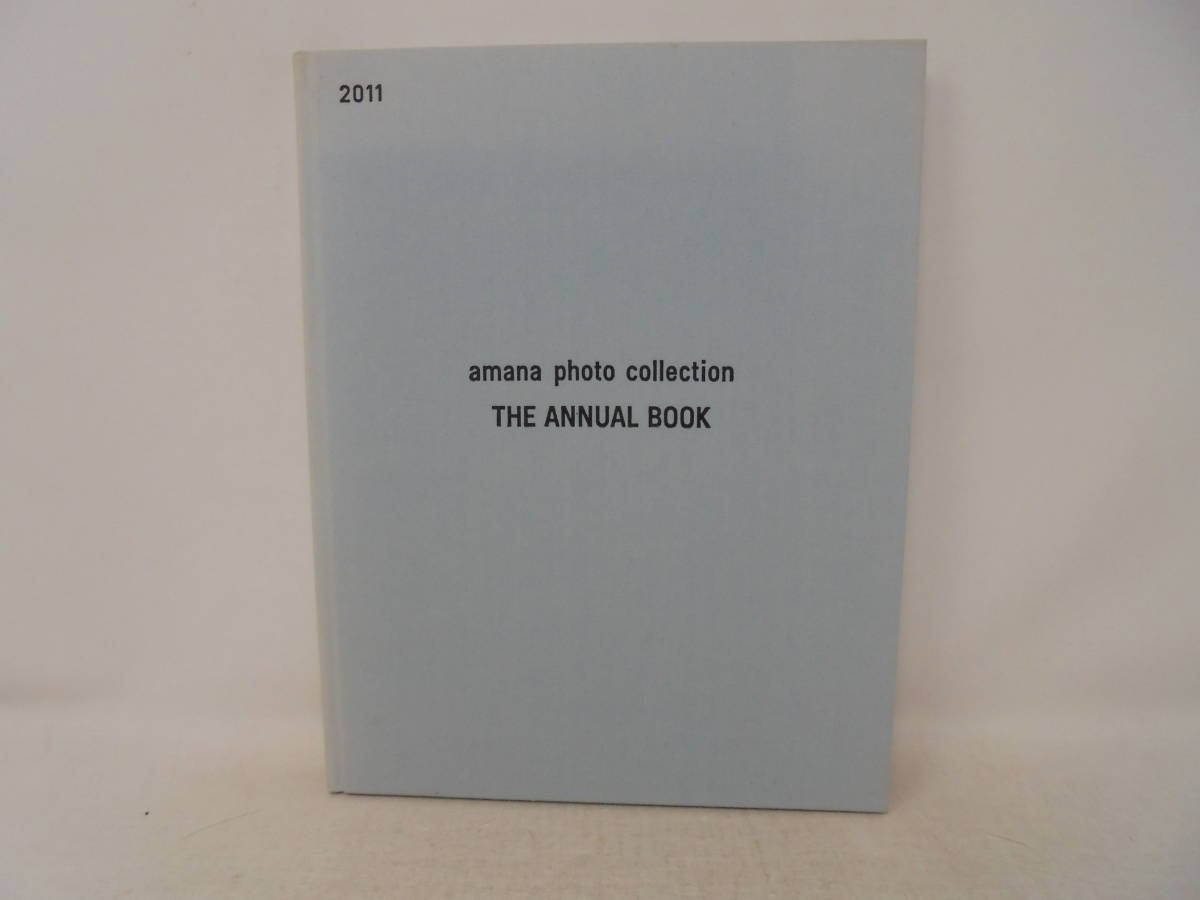 2011
amana photo collection
THE ANNUAL BOOK